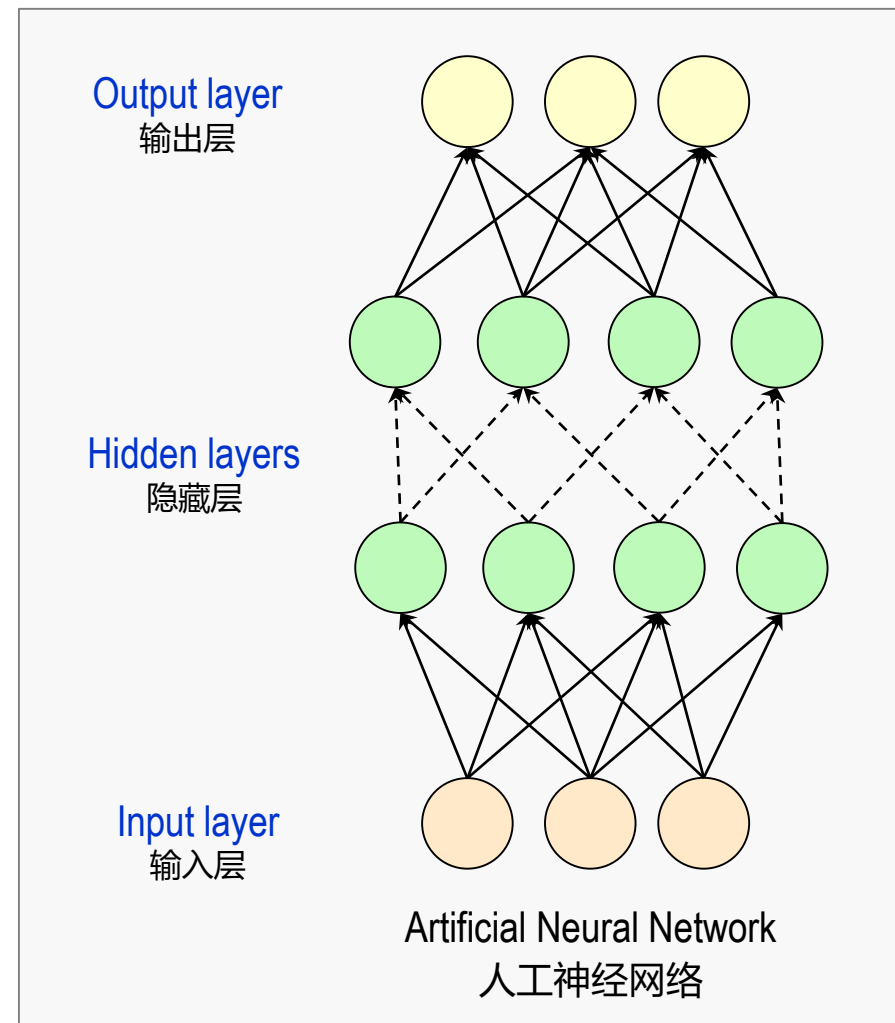 Output layer
输出层
Hidden layers
隐藏层
Input layer
输入层
Artificial Neural Network
人工神经网络